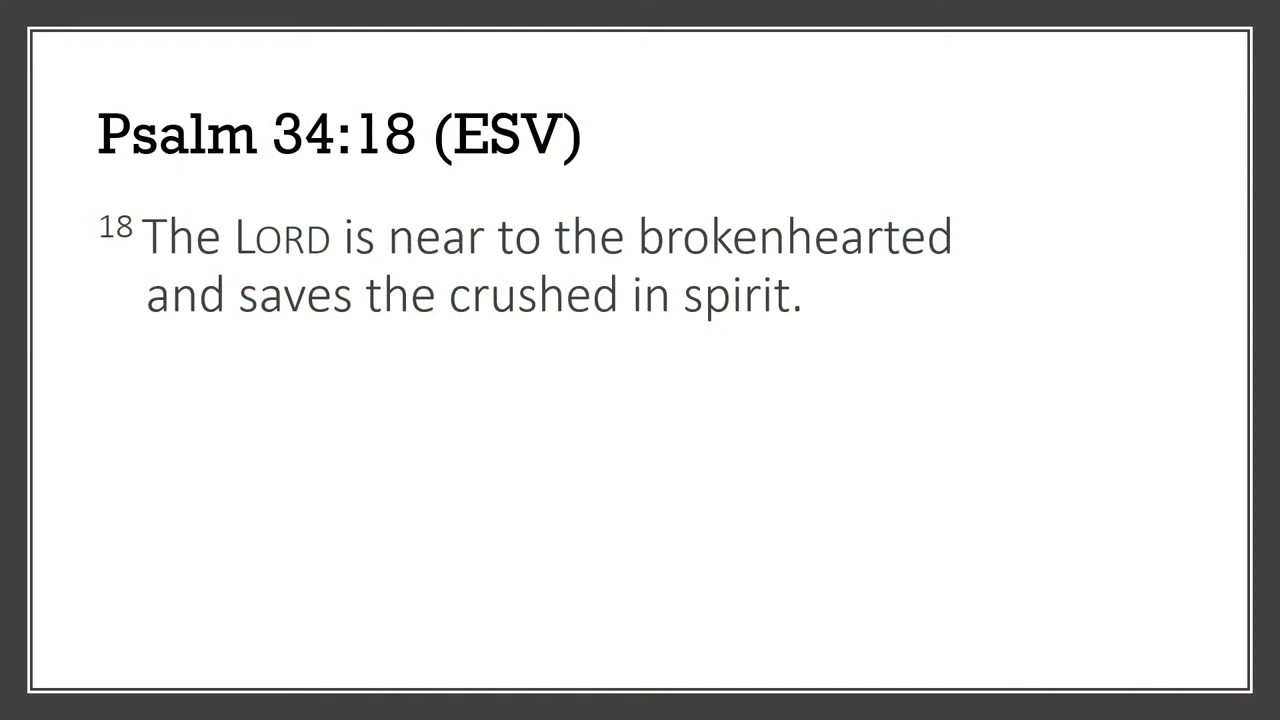 Psalm 34:18 (ESV)
18 The LORD is near to the brokenhearted
and saves the crushed in spirit.